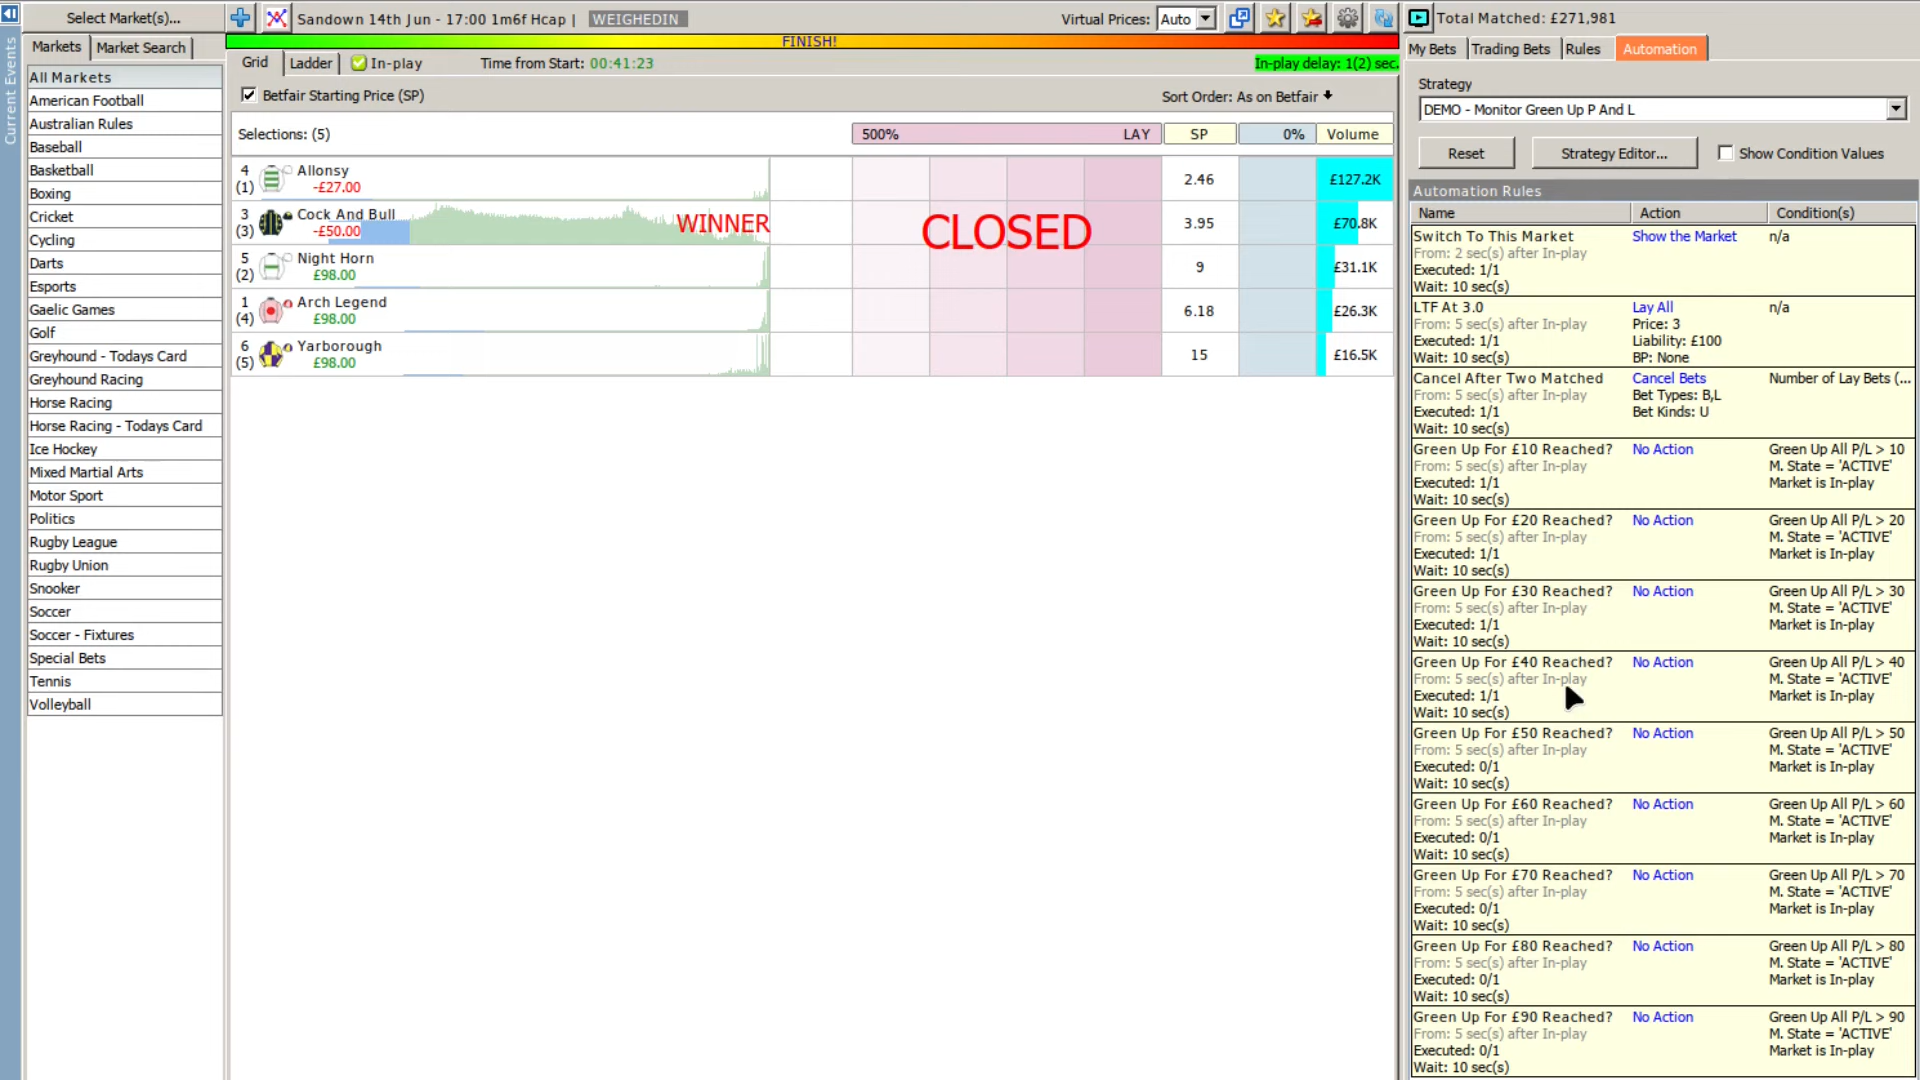 Select Market(s)...
Sandown 14th Jun - 17:00 1m6f Hcap |
WEIGHEDIN
Virtual Prices:
Auto
Total Matched: £271,981
Current Events
Markets
Market Search
FINISH!
My Bets
Trading Bets
Rules
Automation
Grid
Ladder
In-play
Time from Start: 00:41:23
In-play delay: 1(2) sec.
Betfair Starting Price (SP)
Sort Order: As on Betfair
Strategy
DEMO - Monitor Green Up P And L
Reset
Strategy Editor...
Show Condition Values
All Markets
American Football
Australian Rules
Baseball
Basketball
Boxing
Cricket
Cycling
Darts
Esports
Gaelic Games
Golf
Greyhound - Todays Card
Greyhound Racing
Horse Racing
Horse Racing - Todays Card
Ice Hockey
Mixed Martial Arts
Motor Sport
Politics
Rugby League
Rugby Union
Snooker
Soccer
Soccer - Fixtures
Special Bets
Tennis
Volleyball
Selections: (5)
500%
LAY
SP
0%
Volume
4 Allonsy
(1) -£27.00
2.46
£127.2K
3 Cock And Bull
(3) -£50.00
WINNER
CLOSED
3.95
£70.8K
5 Night Horn
(2) £98.00
9
£31.1K
1 Arch Legend
(4) £98.00
6.18
£26.3K
6 Yarborough
(5) £98.00
15
£16.5K
Automation Rules
Name Action Condition(s)
Switch To This Market Show the Market n/a
From: 2 sec(s) after In-play
Executed: 1/1
Wait: 10 sec(s)
LTF At 3.0 Lay All n/a
From: 5 sec(s) after In-play Price: 3
Executed: 1/1 Liability: £100
Wait: 10 sec(s) BP: None
Cancel After Two Matched Cancel Bets Number of Lay Bets (...
From: 5 sec(s) after In-play Bet Types: B,L
Executed: 1/1 Bet Kinds: U
Wait: 10 sec(s)
Green Up For £10 Reached? No Action Green Up All P/L > 10
From: 5 sec(s) after In-play M. State = 'ACTIVE'
Executed: 1/1 Market is In-play
Wait: 10 sec(s)
Green Up For £20 Reached? No Action Green Up All P/L > 20
From: 5 sec(s) after In-play M. State = 'ACTIVE'
Executed: 1/1 Market is In-play
Wait: 10 sec(s)
Green Up For £30 Reached? No Action Green Up All P/L > 30
From: 5 sec(s) after In-play M. State = 'ACTIVE'
Executed: 1/1 Market is In-play
Wait: 10 sec(s)
Green Up For £40 Reached? No Action Green Up All P/L > 40
From: 5 sec(s) after In-play M. State = 'ACTIVE'
Executed: 1/1 Market is In-play
Wait: 10 sec(s)
Green Up For £50 Reached? No Action Green Up All P/L > 50
From: 5 sec(s) after In-play M. State = 'ACTIVE'
Executed: 0/1 Market is In-play
Wait: 10 sec(s)
Green Up For £60 Reached? No Action Green Up All P/L > 60
From: 5 sec(s) after In-play M. State = 'ACTIVE'
Executed: 0/1 Market is In-play
Wait: 10 sec(s)
Green Up For £70 Reached? No Action Green Up All P/L > 70
From: 5 sec(s) after In-play M. State = 'ACTIVE'
Executed: 0/1 Market is In-play
Wait: 10 sec(s)
Green Up For £80 Reached? No Action Green Up All P/L > 80
From: 5 sec(s) after In-play M. State = 'ACTIVE'
Executed: 0/1 Market is In-play
Wait: 10 sec(s)
Green Up For £90 Reached? No Action Green Up All P/L > 90
From: 5 sec(s) after In-play M. State = 'ACTIVE'
Executed: 0/1 Market is In-play
Wait: 10 sec(s)